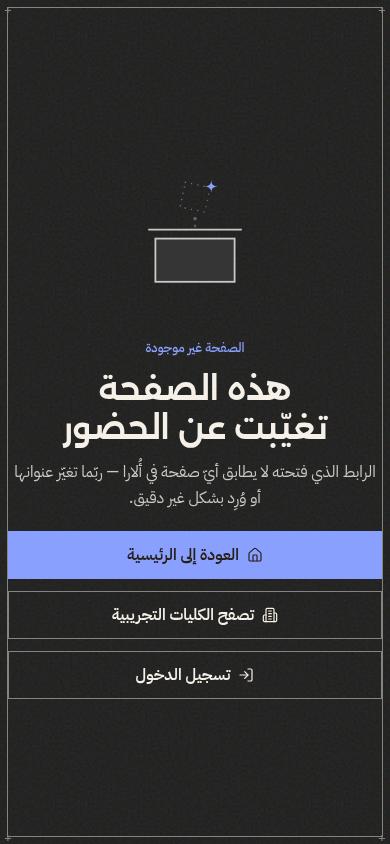 الصفحة غير موجودة
هذه الصفحة
تغيّبت عن الحضور
الرابط الذي فتحته لا يطابق أيّ صفحة في ألارا — ربّما تغيّر عنوانها
أو وُرِد بشكل غير دقيق.
العودة إلى الرئيسية
تصفح الكليات التجريبية
تسجيل الدخول